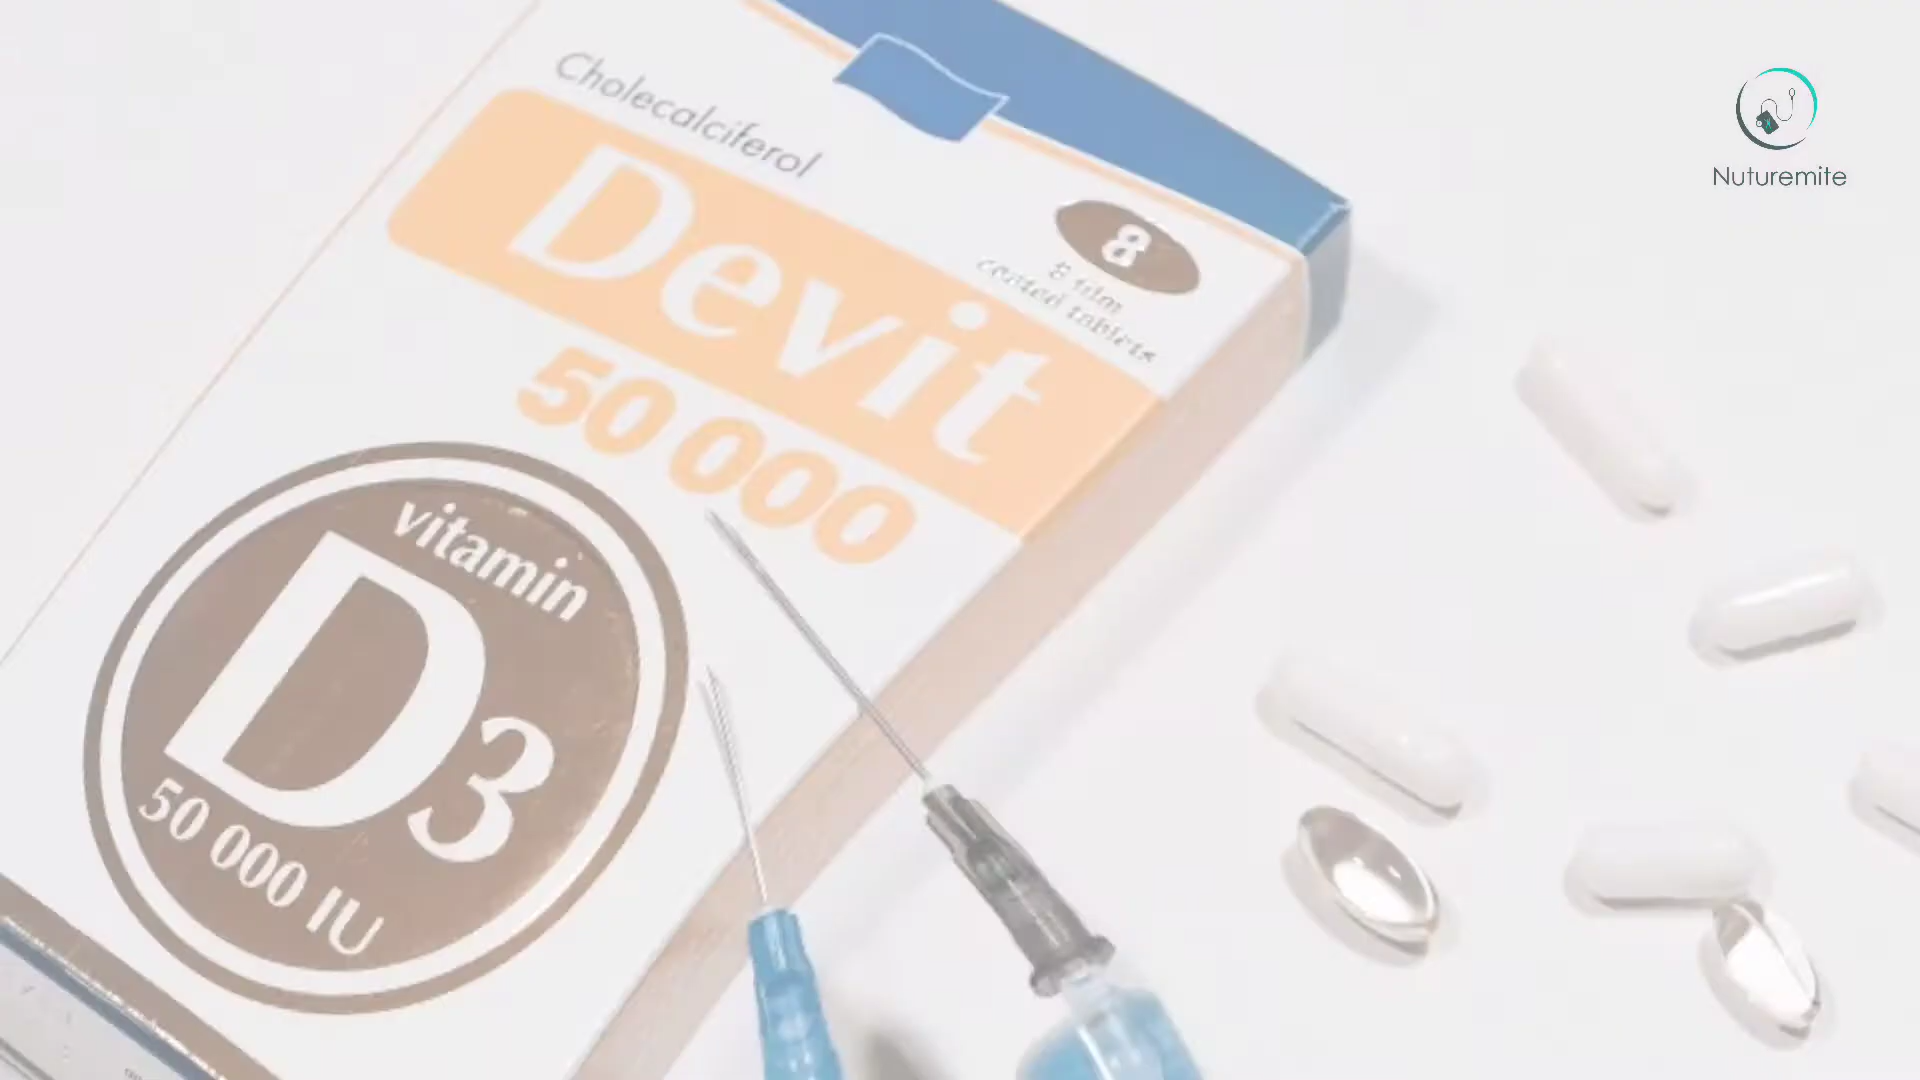 Cholecalciferol
Devit
50 000
8
8 film
coated tablets
vitamin
D3
50 000 IU
Nuturemite